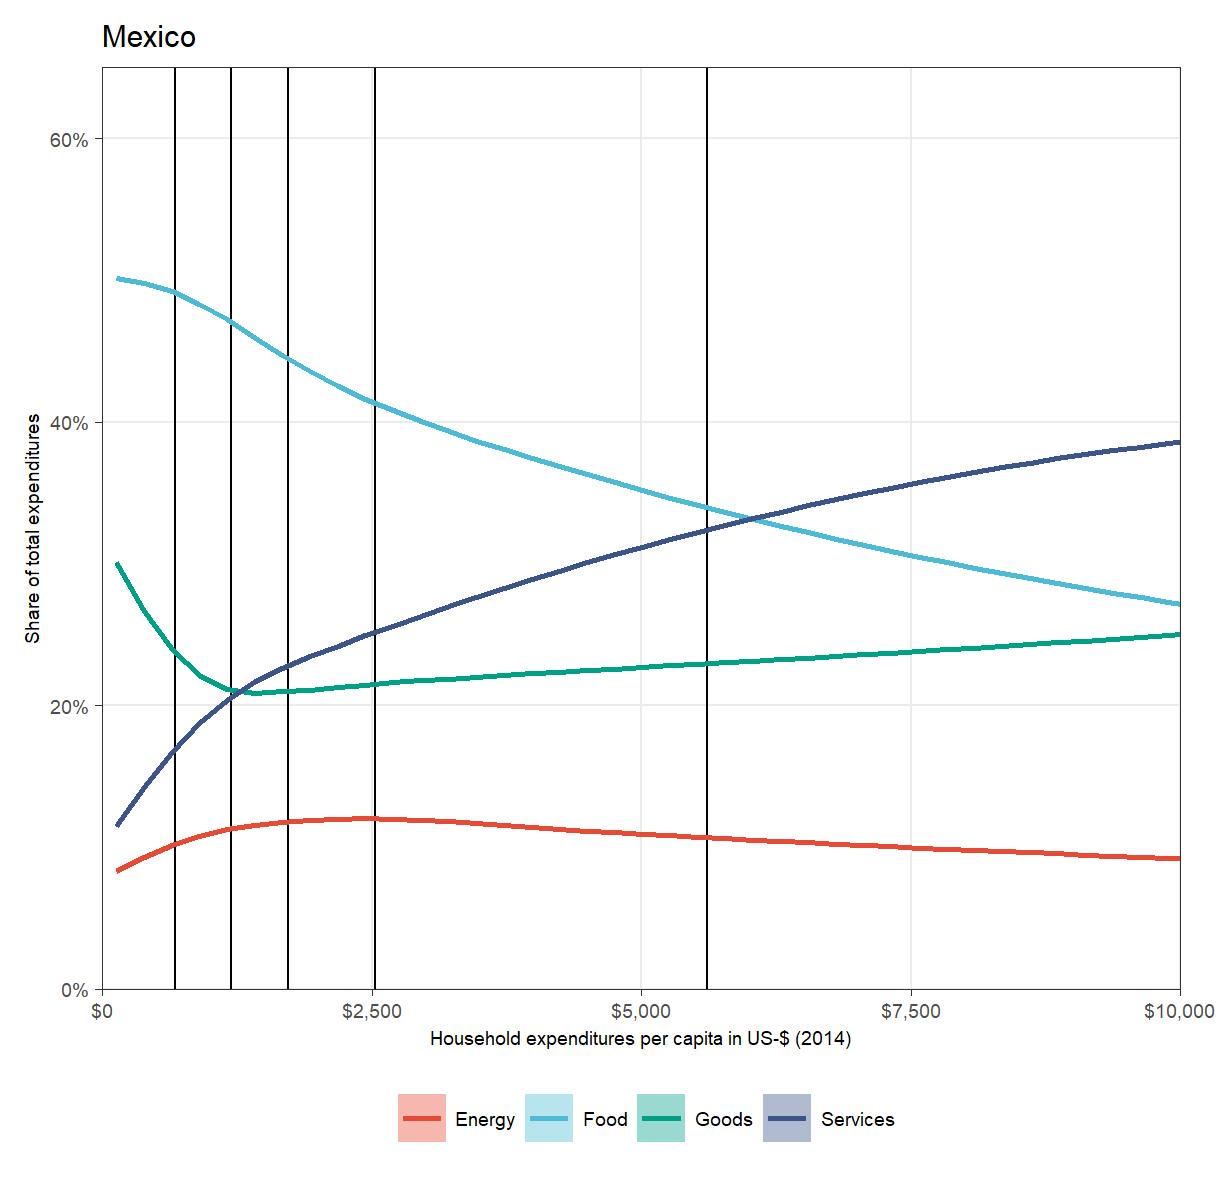 Mexico
60%
40%
20%
0%
Share of total expenditures
$0 $2,500 $5,000 $7,500 $10,000
Household expenditures per capita in US-$ (2014)
Energy Food Goods Services